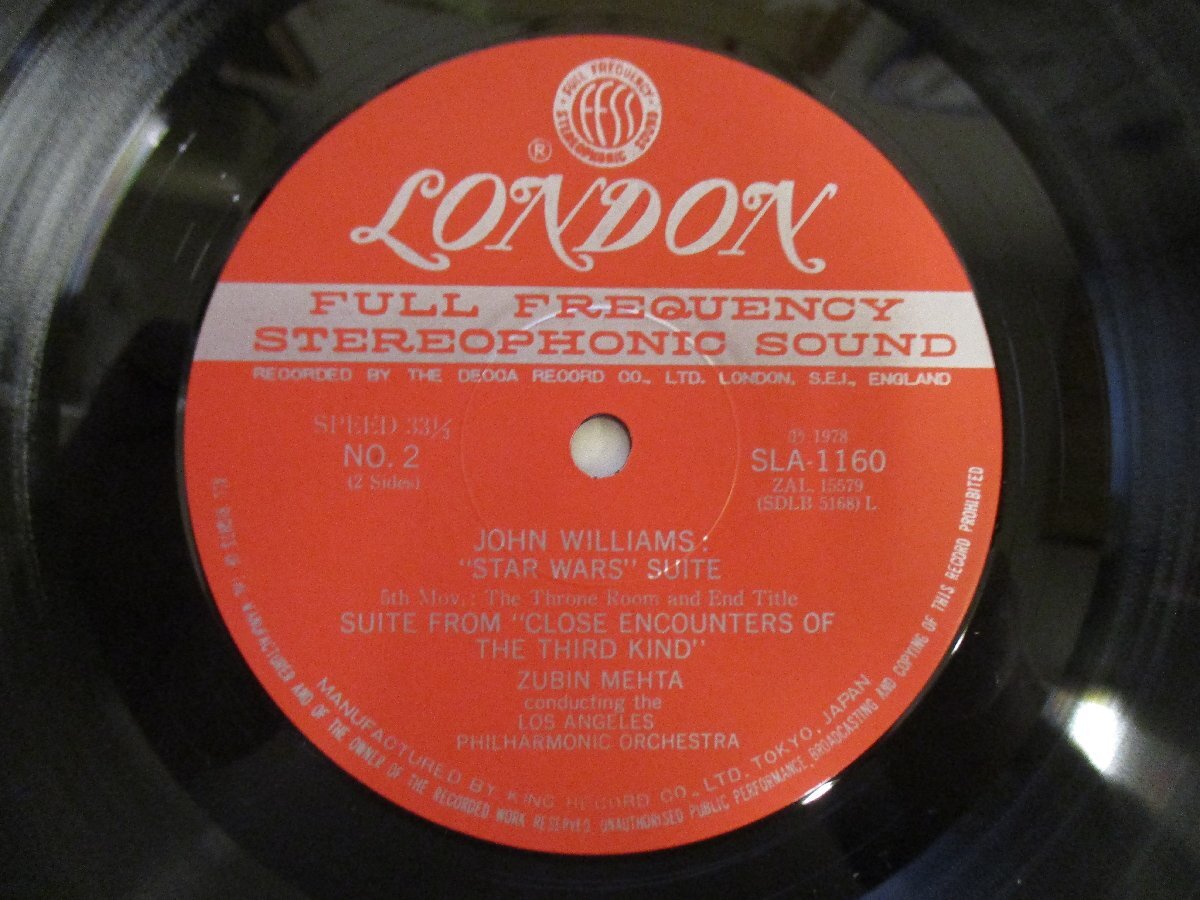 FULL FREQUENCY
FFSS
STEREOPHONIC SOUND
®
LONDON
FULL FREQUENCY
STEREOPHONIC SOUND
RECORDED BY THE DECCA RECORD CO., LTD. LONDON, S.E.I., ENGLAND
SPEED 33⅓
NO. 2
(2 Sides)
Ⓟ 1978
SLA-1160
ZAL. 15579
(SDLB 5168) L
JOHN WILLIAMS:
"STAR WARS" SUITE
5th Mov.: The Throne Room and End Title
SUITE FROM "CLOSE ENCOUNTERS OF
THE THIRD KIND"
ZUBIN MEHTA
conducting the
LOS ANGELES
PHILHARMONIC ORCHESTRA
MANUFACTURED BY KING RECORD CO., LTD. TOKYO, JAPAN
ALL RIGHTS OF THE MANUFACTURER AND OF THE OWNER OF THE RECORDED WORK RESERVED. UNAUTHORISED PUBLIC PERFORMANCE, BROADCASTING AND COPYING OF THIS RECORD PROHIBITED